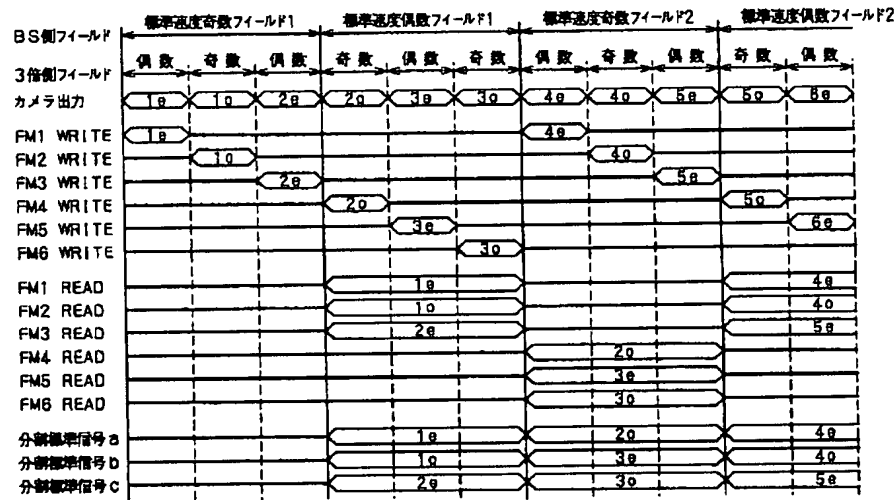 標準速度奇数フィールド1 標準速度偶数フィールド1 標準速度奇数フィールド2 標準速度偶数フィールド2
BS側フィールド
偶数 奇数 偶数 奇数 偶数 奇数 偶数 奇数 偶数 奇数 偶数
3倍側フィールド
カメラ出力 1e 1o 2e 2o 3e 3o 4e 4o 5e 5o 6e
FM1 WRITE 1e 4e
FM2 WRITE 1o 4o
FM3 WRITE 2e 5e
FM4 WRITE 2o 5o
FM5 WRITE 3e 6e
FM6 WRITE 3o
FM1 READ 1e 4e
FM2 READ 1o 4o
FM3 READ 2e 5e
FM4 READ 2o
FM5 READ 3e
FM6 READ 3o
分割標準信号a 1e 2o 4e
分割標準信号b 1o 3e 4o
分割標準信号c 2e 3o 5e